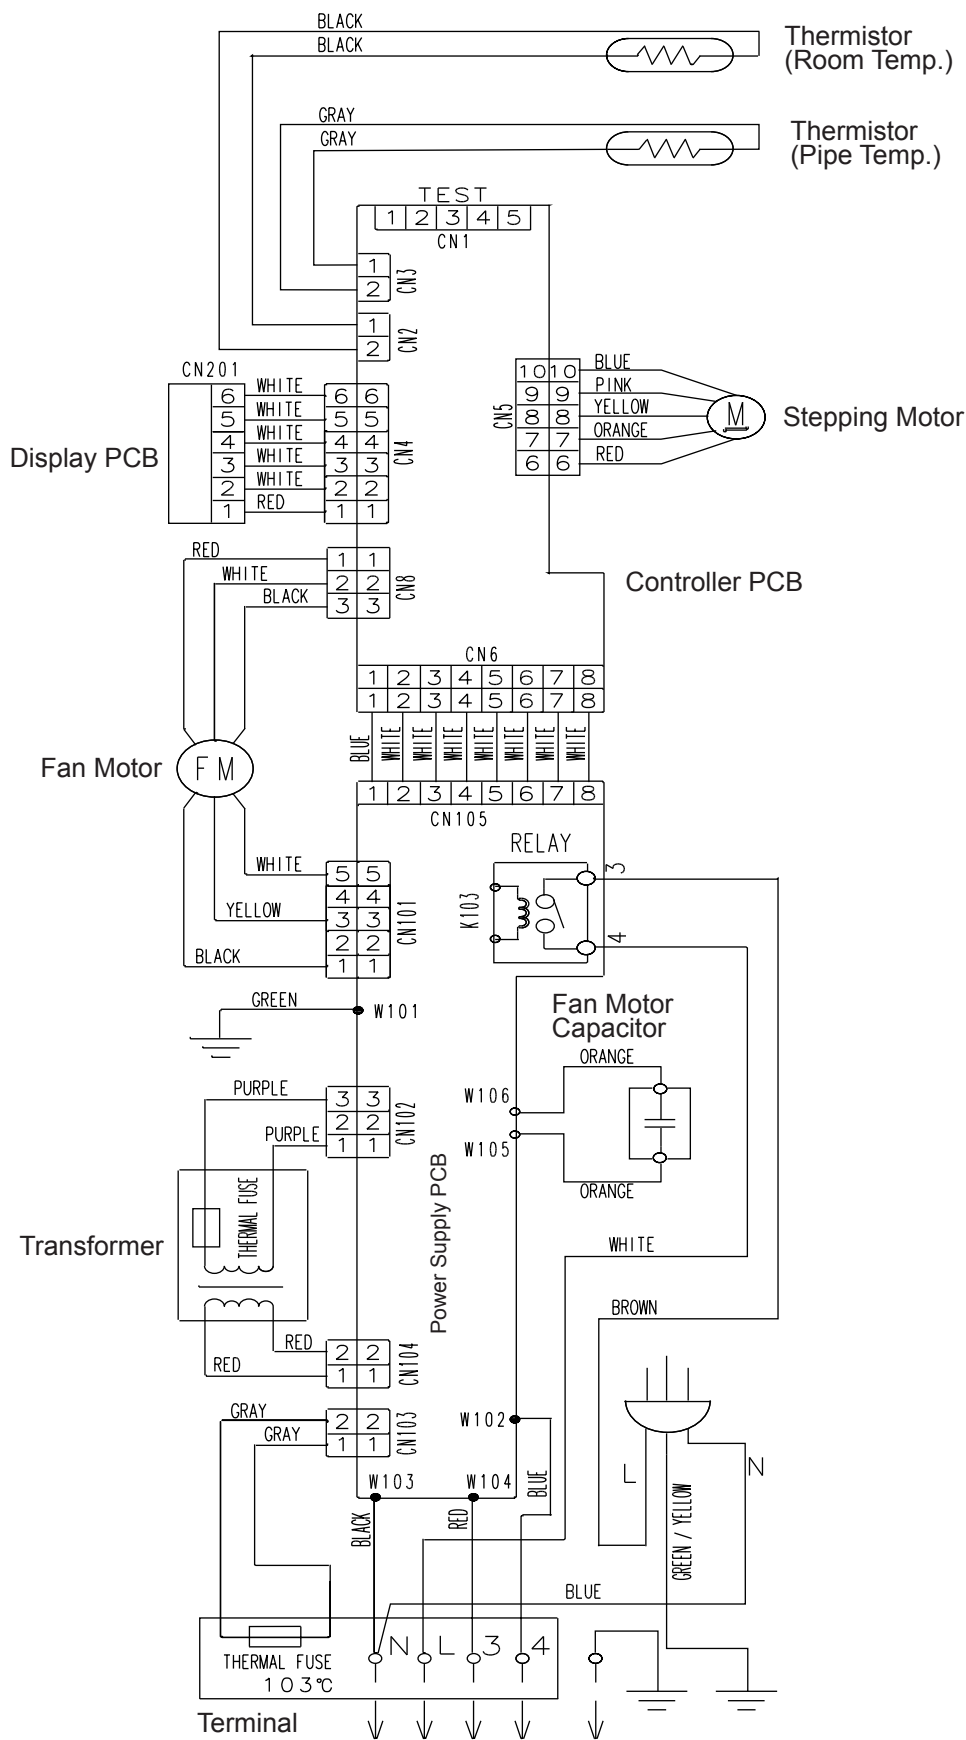 BLACK
BLACK
Thermistor
(Room Temp.)
GRAY
GRAY
Thermistor
(Pipe Temp.)
TEST
1 2 3 4 5
CN1
1
2
CN3
1
2
CN2
CN201
6 WHITE 6 6
5 WHITE 5 5
4 WHITE 4 4
3 WHITE 3 3
2 WHITE 2 2
1 RED 1 1
CN4
Display PCB
10 10 BLUE
9 9 PINK
8 8 YELLOW
7 7 ORANGE
6 6 RED
CN5
M
Stepping Motor
RED 1 1
WHITE 2 2
BLACK 3 3
CN8
Controller PCB
CN6
1 2 3 4 5 6 7 8
1 2 3 4 5 6 7 8
BLUE WHITE WHITE WHITE WHITE WHITE WHITE WHITE
1 2 3 4 5 6 7 8
CN105
Fan Motor
FM
RELAY
K103
3
4
WHITE 5 5
4 4
YELLOW 3 3
2 2
BLACK 1 1
CN101
GREEN
W101
Fan Motor
Capacitor
ORANGE
W106
W105
ORANGE
PURPLE 3 3
2 2
PURPLE 1 1
CN102
THERMAL FUSE
Transformer
Power Supply PCB
WHITE
BROWN
RED 2 2
RED 1 1
CN104
GRAY 2 2
GRAY 1 1
CN103
W102
W103
W104
BLACK
RED
BLUE
L
N
GREEN / YELLOW
BLUE
N L 3 4
THERMAL FUSE
103℃
Terminal